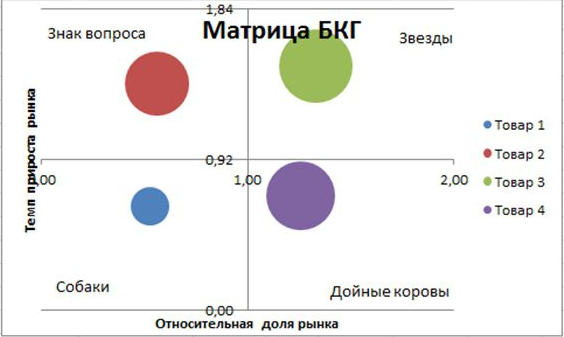 1,84
Матрица БКГ
Знак вопроса
Звезды
Темп прироста рынка
0,92
0,00
1,00
2,00
Товар 1
Товар 2
Товар 3
Товар 4
Собаки
Дойные коровы
0,00
Относительная доля рынка